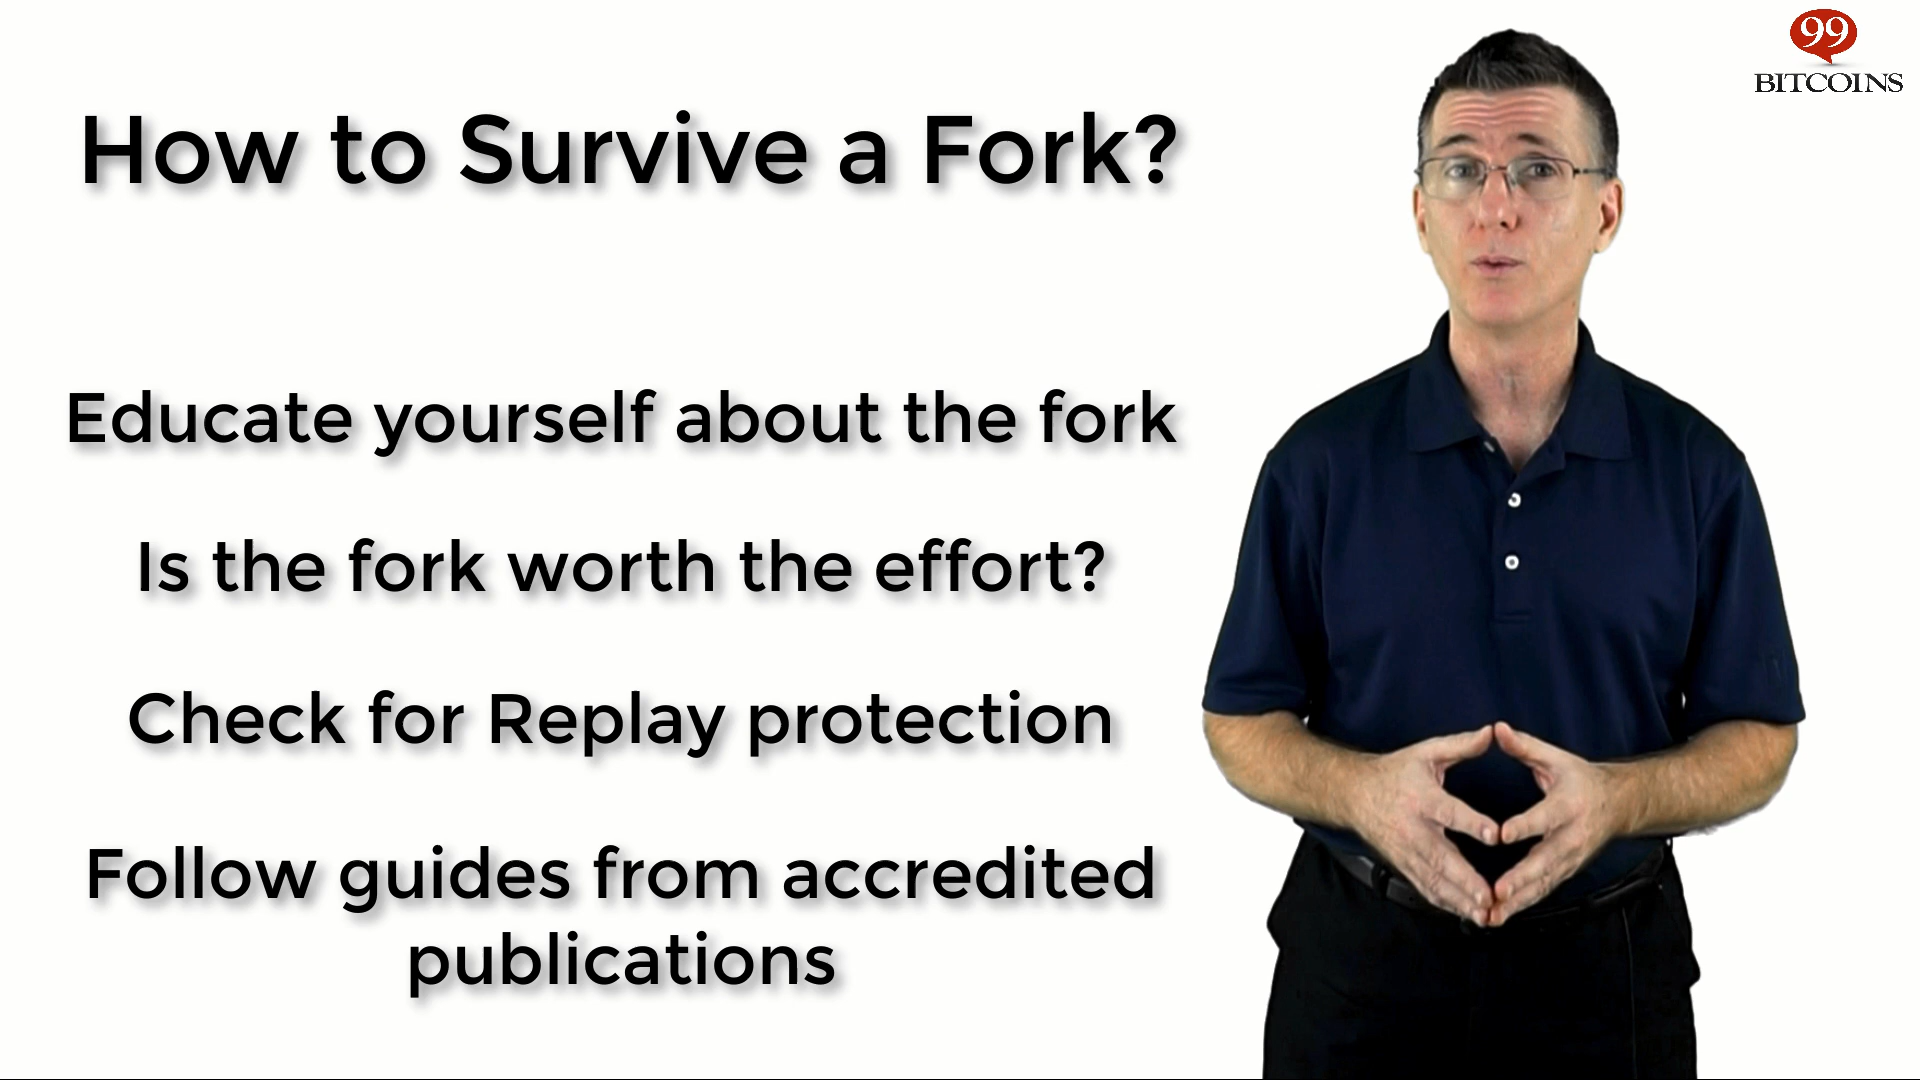 99
BITCOINS
How to Survive a Fork?
Educate yourself about the fork
Is the fork worth the effort?
Check for Replay protection
Follow guides from accredited
publications